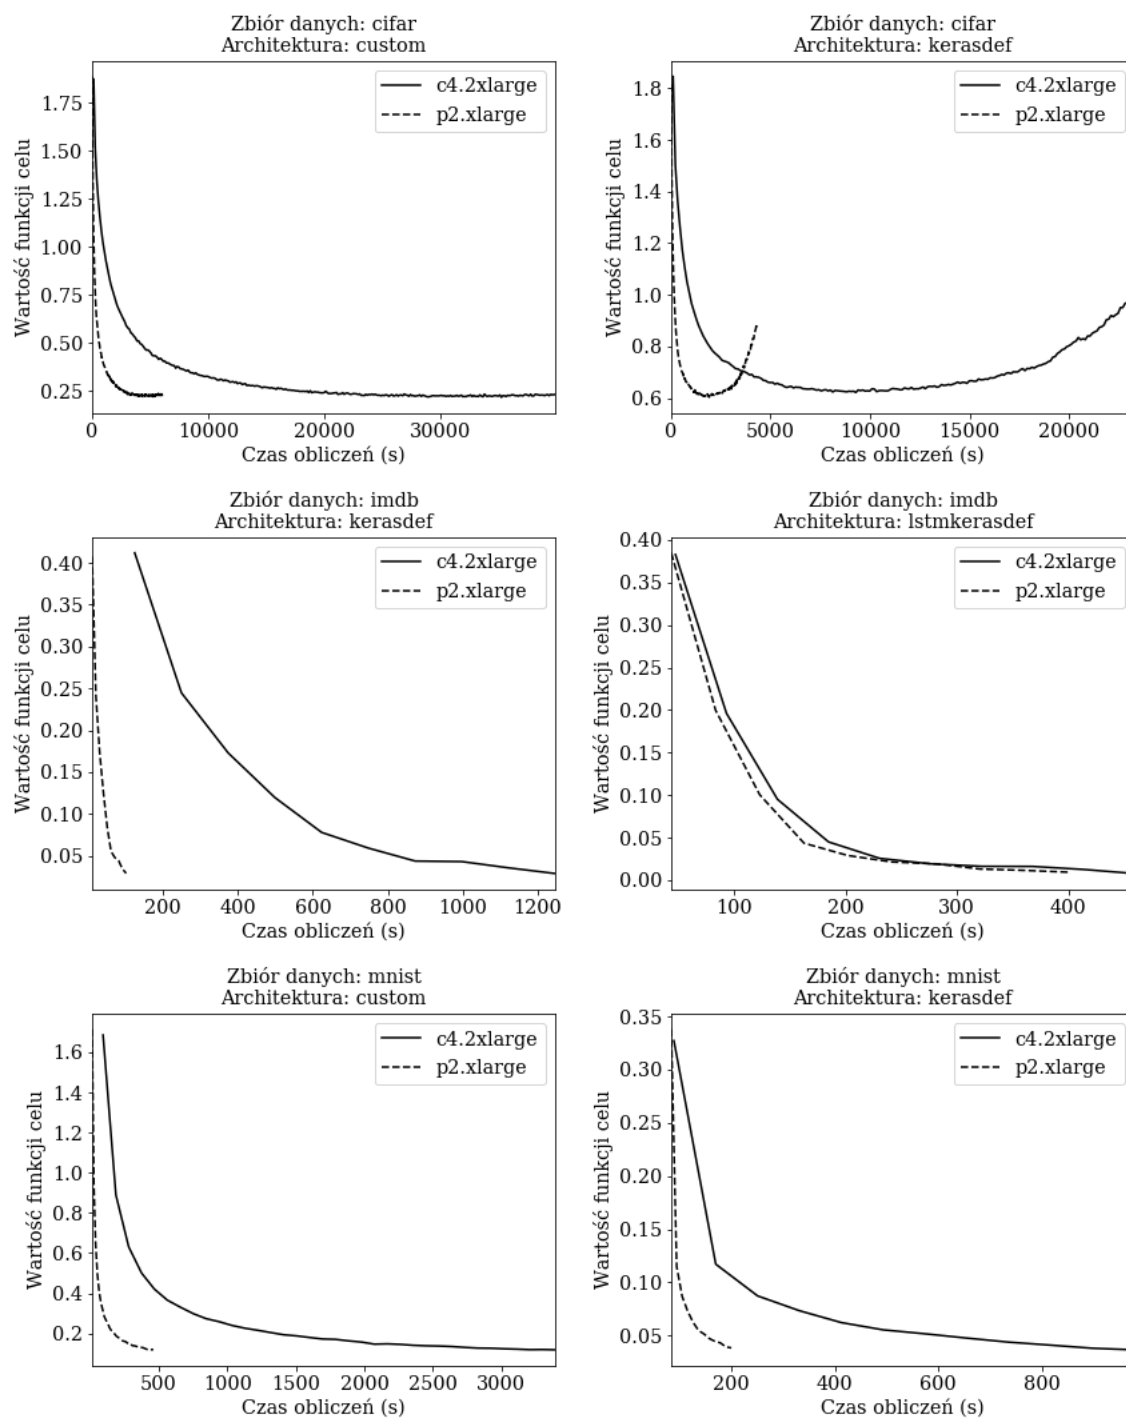 Zbiór danych: cifar
Architektura: custom
c4.2xlarge
p2.xlarge
Wartość funkcji celu
1.75
1.50
1.25
1.00
0.75
0.50
0.25
0 10000 20000 30000
Czas obliczeń (s)
Zbiór danych: cifar
Architektura: kerasdef
c4.2xlarge
p2.xlarge
Wartość funkcji celu
1.8
1.6
1.4
1.2
1.0
0.8
0.6
0 5000 10000 15000 20000
Czas obliczeń (s)
Zbiór danych: imdb
Architektura: kerasdef
c4.2xlarge
p2.xlarge
Wartość funkcji celu
0.40
0.35
0.30
0.25
0.20
0.15
0.10
0.05
200 400 600 800 1000 1200
Czas obliczeń (s)
Zbiór danych: imdb
Architektura: lstmkerasdef
c4.2xlarge
p2.xlarge
Wartość funkcji celu
0.40
0.35
0.30
0.25
0.20
0.15
0.10
0.05
0.00
100 200 300 400
Czas obliczeń (s)
Zbiór danych: mnist
Architektura: custom
c4.2xlarge
p2.xlarge
Wartość funkcji celu
1.6
1.4
1.2
1.0
0.8
0.6
0.4
0.2
500 1000 1500 2000 2500 3000
Czas obliczeń (s)
Zbiór danych: mnist
Architektura: kerasdef
c4.2xlarge
p2.xlarge
Wartość funkcji celu
0.35
0.30
0.25
0.20
0.15
0.10
0.05
200 400 600 800
Czas obliczeń (s)